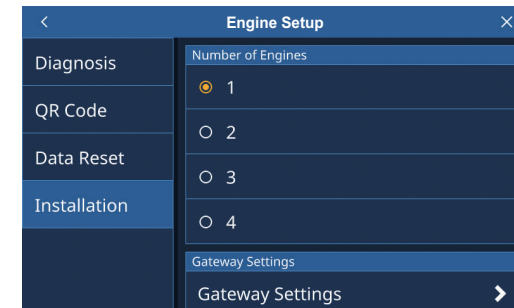 Engine Setup
Diagnosis
QR Code
Data Reset
Installation
Number of Engines
1
2
3
4
Gateway Settings
Gateway Settings